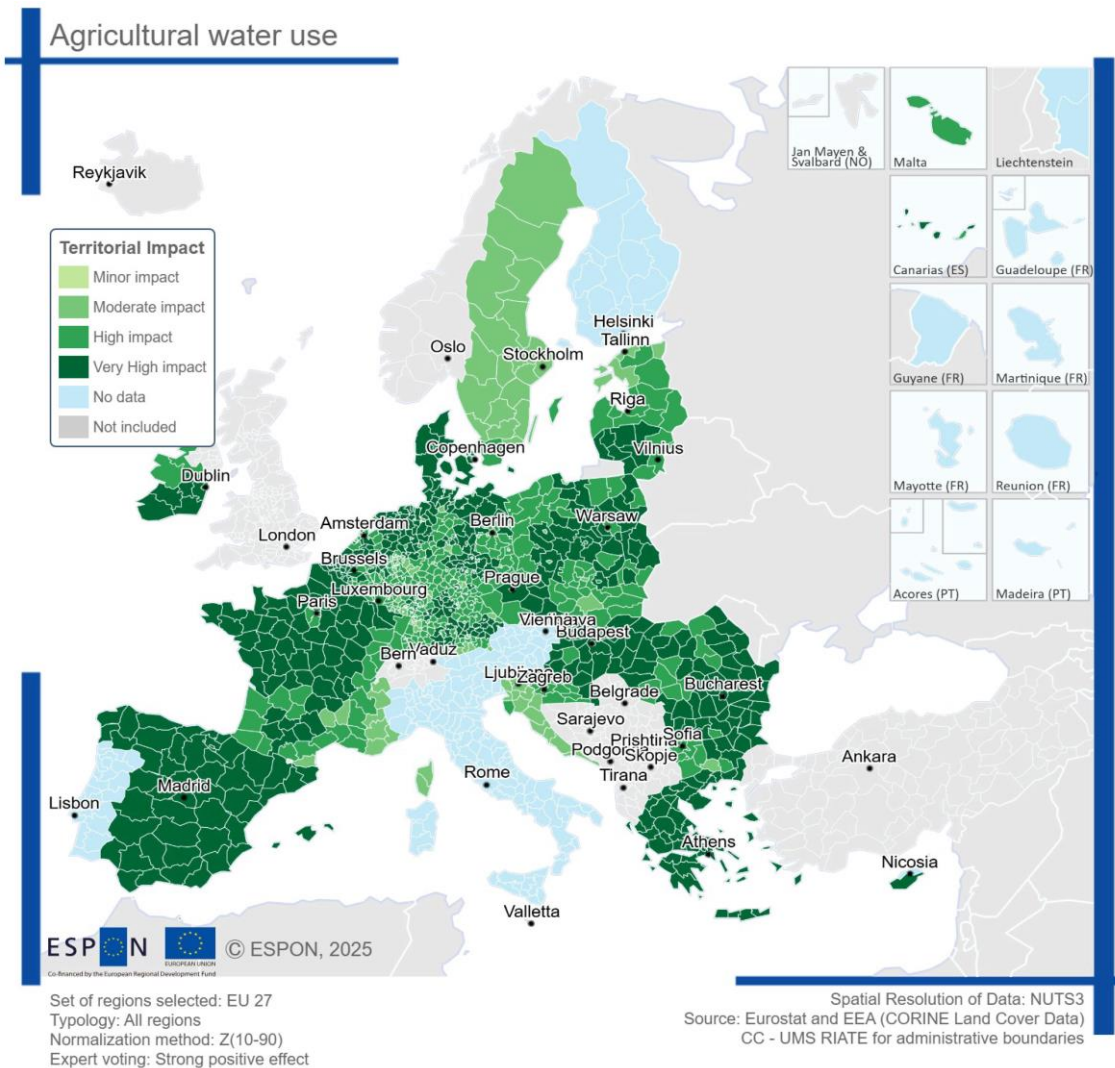 Agricultural water use
Reykjavik
Territorial Impact
Minor impact
Moderate impact
High impact
Very High impact
No data
Not included
Jan Mayen &
Svalbard (NO)
Malta
Liechtenstein
Canarias (ES)
Guadeloupe (FR)
Guyane (FR)
Martinique (FR)
Mayotte (FR)
Reunion (FR)
Acores (PT)
Madeira (PT)
Helsinki
Tallinn
Oslo
Stockholm
Riga
Copenhagen
Vilnius
Dublin
London
Amsterdam
Berlin
Warsaw
Brussels
Luxembourg
Prague
Paris
Budapest
Bern
Vaduz
Zagreb
Belgrade
Bucharest
Sarajevo
Prishtina
Sofia
Skopje
Tirana
Ankara
Rome
Madrid
Lisbon
Athens
Nicosia
Valletta
ESPON
EUROPEAN UNION
© ESPON, 2025
Co-financed by the European Regional Development Fund
Set of regions selected: EU 27
Typology: All regions
Normalization method: Z(10-90)
Expert voting: Strong positive effect
Spatial Resolution of Data: NUTS3
Source: Eurostat and EEA (CORINE Land Cover Data)
CC - UMS RIATE for administrative boundaries